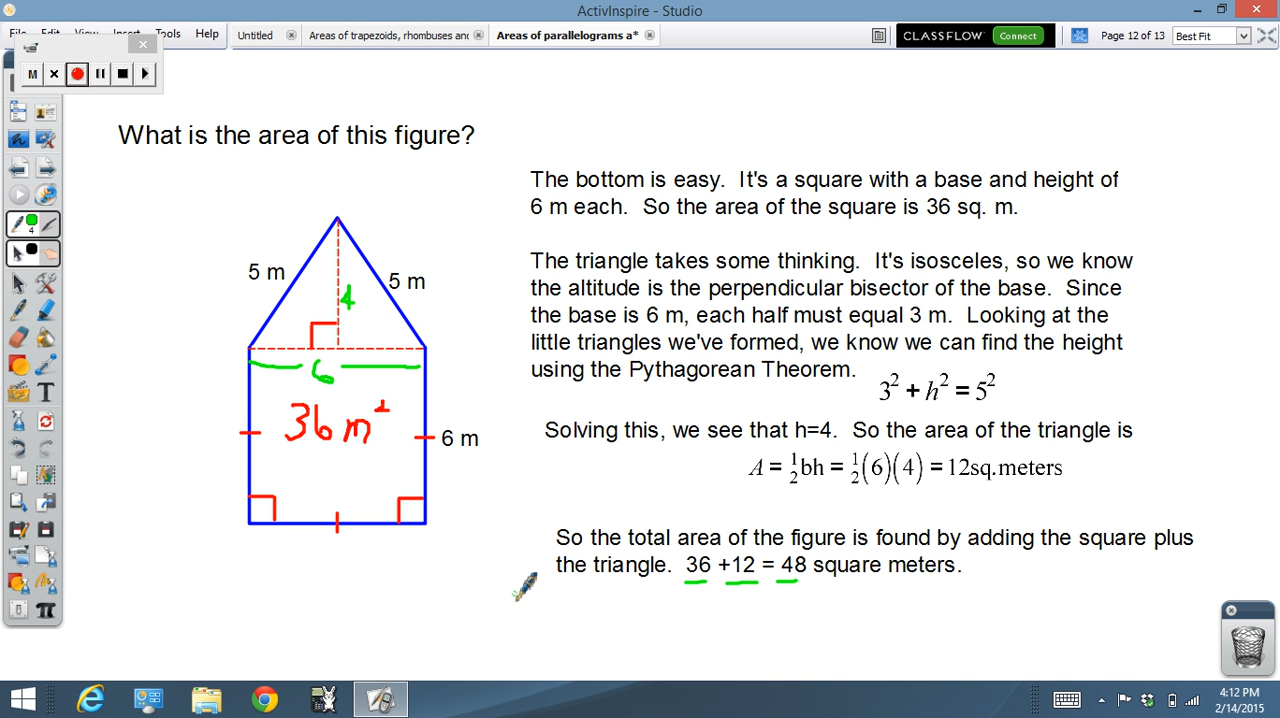 ActivInspire - Studio
File Edit View Insert Tools Help
Untitled
Areas of trapezoids, rhombuses and
Areas of parallelograms a*
CLASSFLOW Connect
Page 12 of 13
Best Fit
M
4
T
What is the area of this figure?
The bottom is easy. It's a square with a base and height of
6 m each. So the area of the square is 36 sq. m.
5 m
5 m
4
6
36 m²
6 m
The triangle takes some thinking. It's isosceles, so we know
the altitude is the perpendicular bisector of the base. Since
the base is 6 m, each half must equal 3 m. Looking at the
little triangles we've formed, we know we can find the height
using the Pythagorean Theorem.
3² + h² = 5²
Solving this, we see that h=4. So the area of the triangle is
A = ½bh = ½(6)(4) = 12sq.meters
So the total area of the figure is found by adding the square plus
the triangle. 36 +12 = 48 square meters.
4:12 PM
2/14/2015